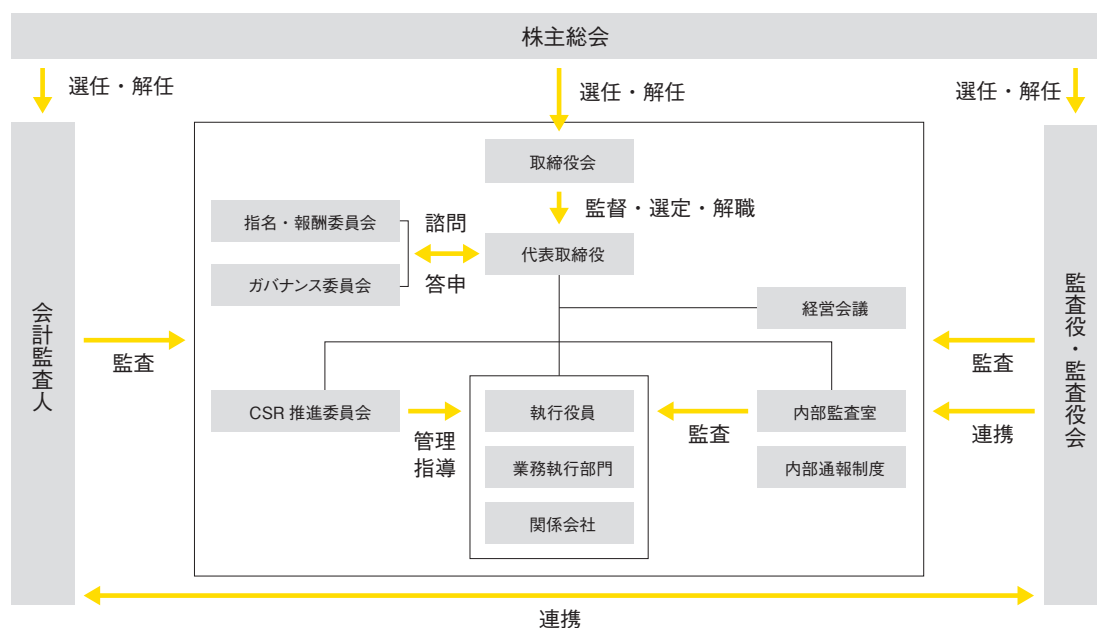 株主総会
選任・解任
選任・解任
選任・解任
取締役会
監督・選定・解職
指名・報酬委員会
諮問
代表取締役
ガバナンス委員会
答申
経営会議
会計監査人
監査役・監査役会
監査
監査
CSR 推進委員会
執行役員
内部監査室
管理
指導
監査
連携
業務執行部門
内部通報制度
関係会社
連携